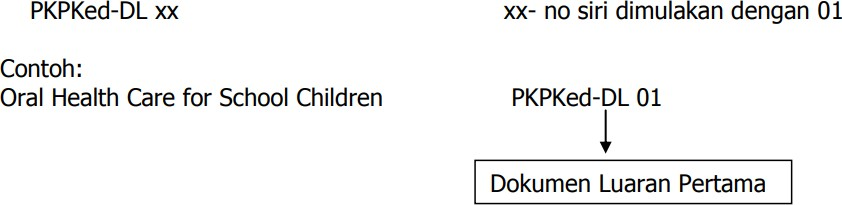 PKPKed-DL xx xx- no siri dimulakan dengan 01
Contoh:
Oral Health Care for School Children PKPKed-DL 01
Dokumen Luaran Pertama